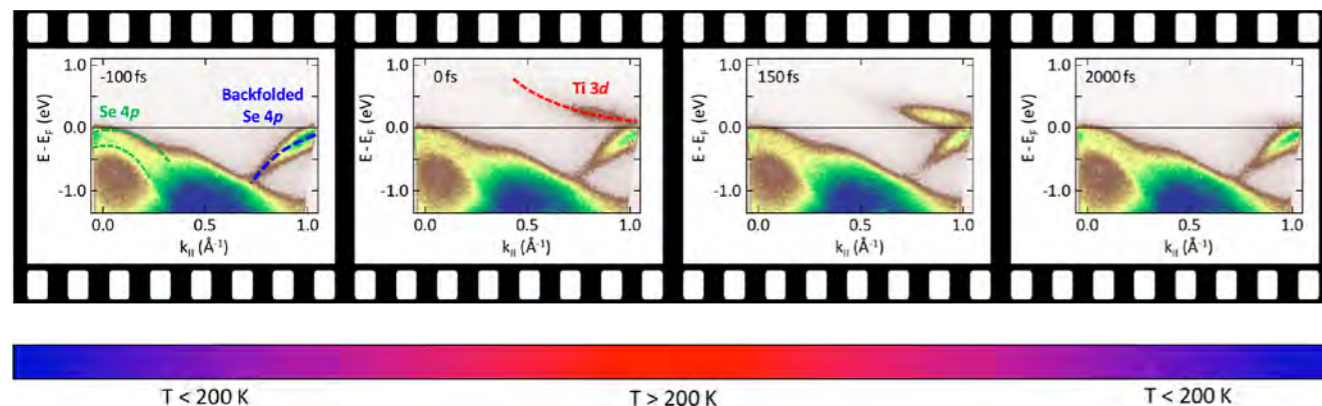 -100 fs
Se 4p
Backfolded
Se 4p
1.0
0.0
-1.0
E - E_F (eV)
0.0
0.5
1.0
k_II (Å⁻¹)
0 fs
Ti 3d
1.0
0.0
-1.0
E - E_F (eV)
0.0
0.5
1.0
k_II (Å⁻¹)
150 fs
1.0
0.0
-1.0
E - E_F (eV)
0.0
0.5
1.0
k_II (Å⁻¹)
2000 fs
1.0
0.0
-1.0
E - E_F (eV)
0.0
0.5
1.0
k_II (Å⁻¹)
T < 200 K
T > 200 K
T < 200 K